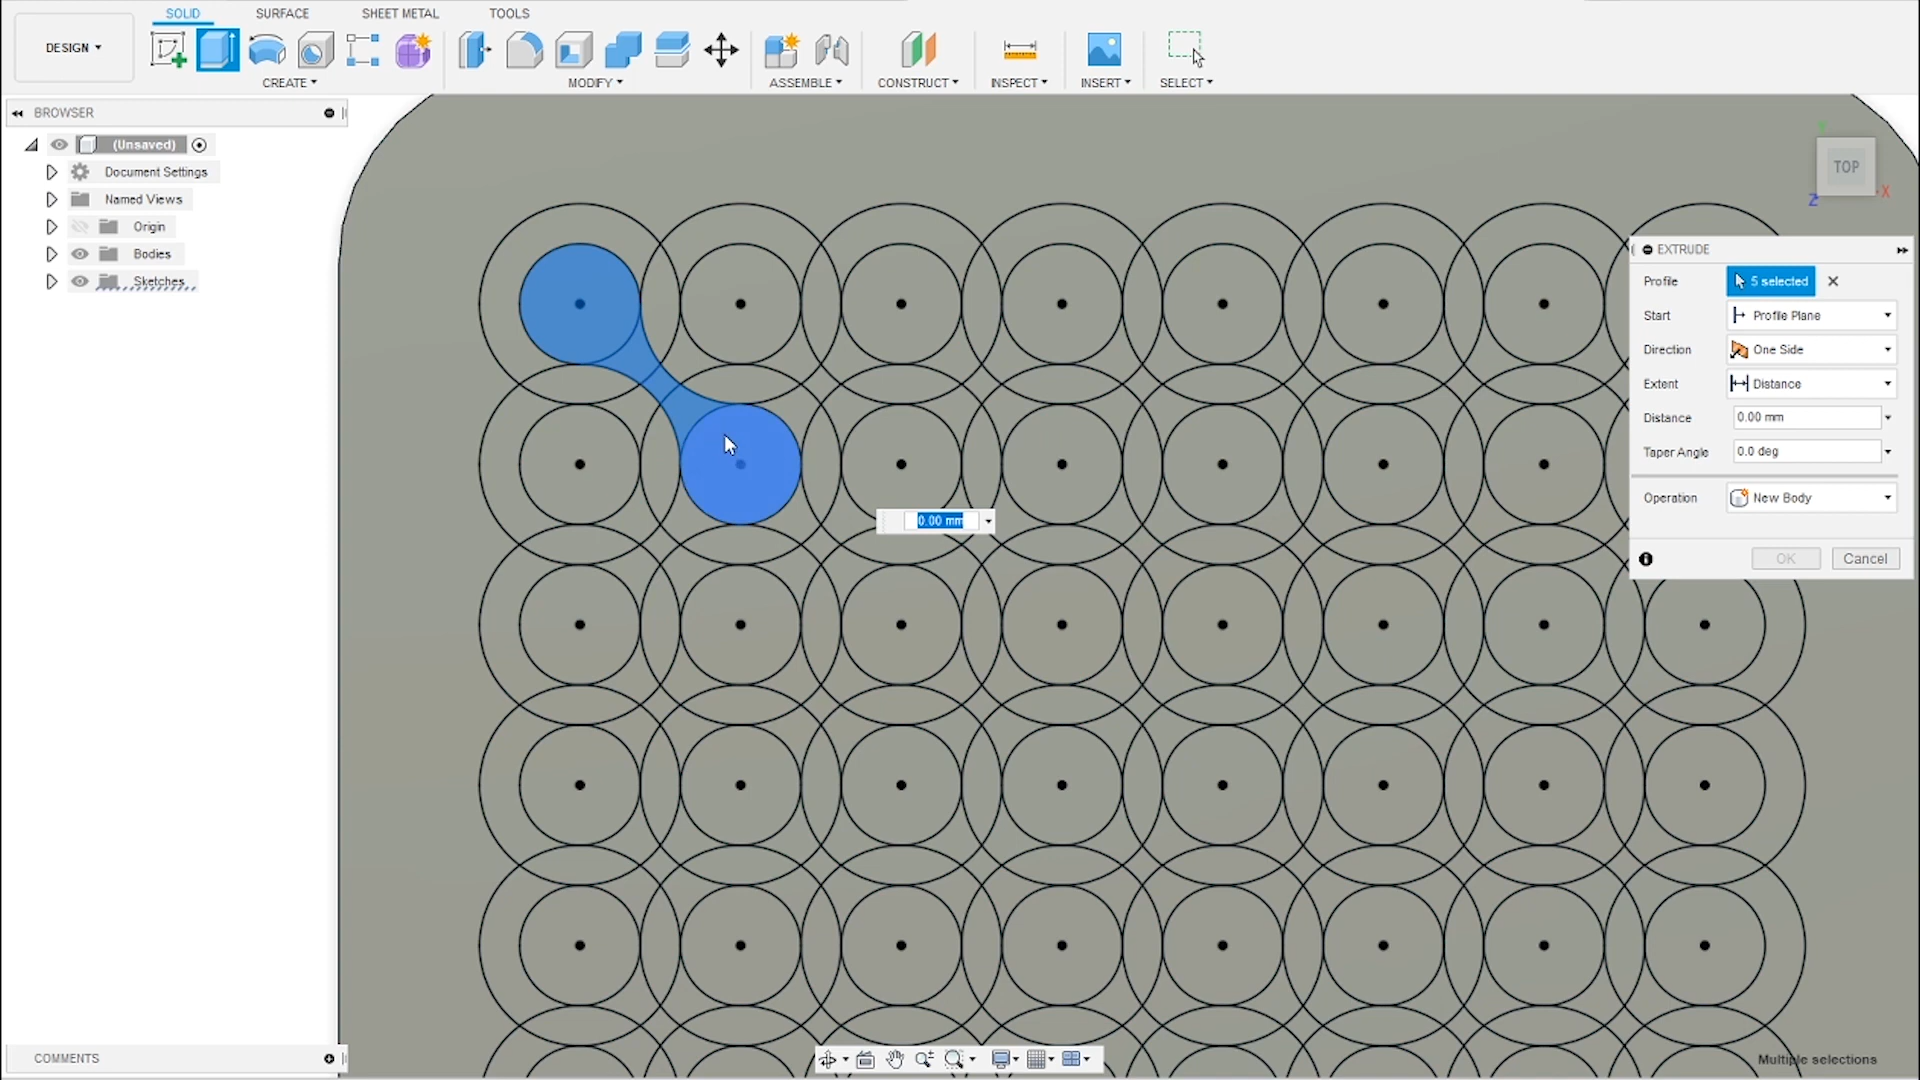 SOLID SURFACE SHEET METAL TOOLS
DESIGN
CREATE MODIFY ASSEMBLE CONSTRUCT INSPECT INSERT SELECT
BROWSER
(Unsaved)
Document Settings
Named Views
Origin
Bodies
Sketches
TOP
X
Z
EXTRUDE
Profile 5 selected
Start Profile Plane
Direction One Side
Extent Distance
Distance 0.00 mm
Taper Angle 0.0 deg
Operation New Body
OK Cancel
0.00 mm
COMMENTS
Multiple selections